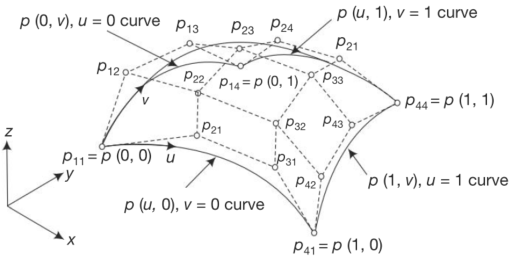 p (0, v), u = 0 curve
p13
p23
p24
p (u, 1), v = 1 curve
p21
p12
p22
p14 = p (0, 1)
p33
p44 = p (1, 1)
v
z
p21
p32
p43
p11 = p (0, 0)
u
y
p31
p42
p (1, v), u = 1 curve
p (u, 0), v = 0 curve
x
p41 = p (1, 0)